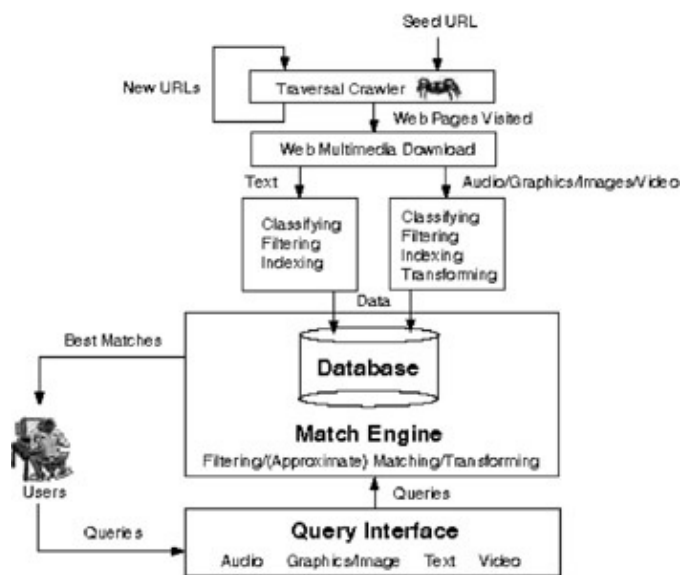 Seed URL
New URLs
Traversal Crawler
Web Pages Visited
Web Multimedia Download
Text
Audio/Graphics/Images/Video
Classifying
Filtering
Indexing
Classifying
Filtering
Indexing
Transforming
Data
Best Matches
Database
Match Engine
Filtering/(Approximate) Matching/Transforming
Users
Queries
Queries
Query Interface
Audio Graphics/Image Text Video